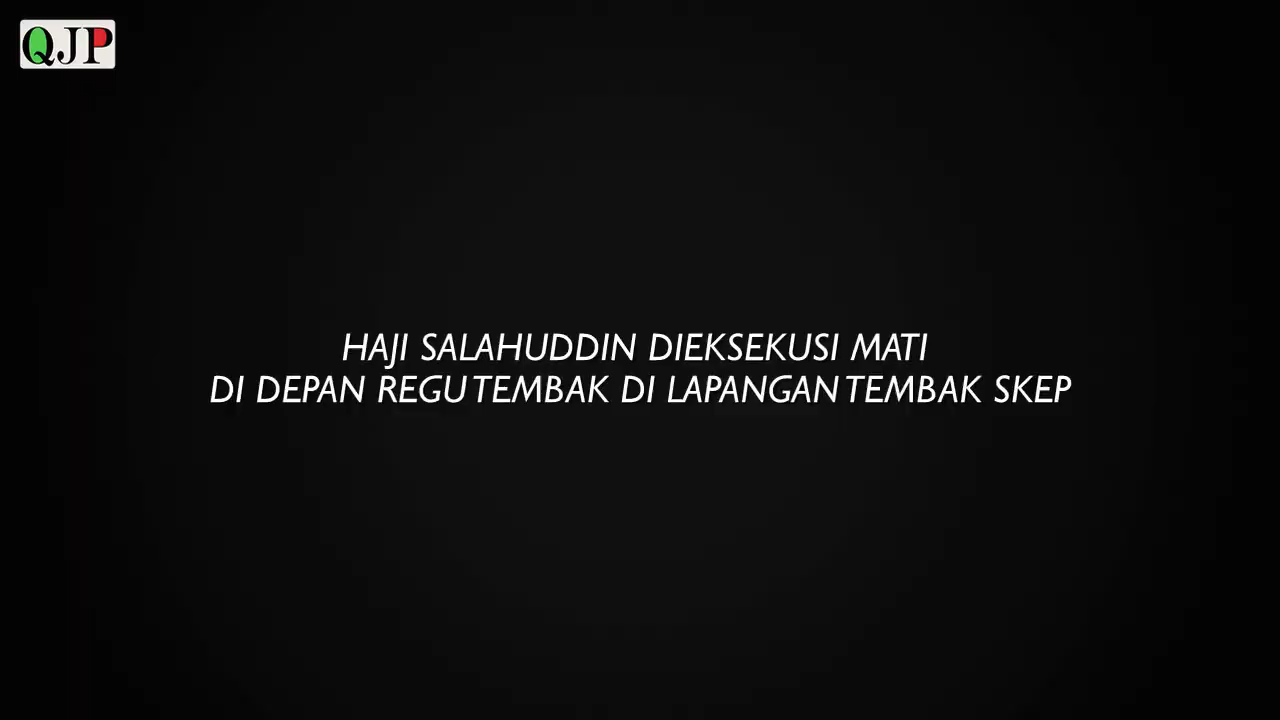 QJP
HAJI SALAHUDDIN DIEKSEKUSI MATI
DI DEPAN REGU TEMBAK DI LAPANGAN TEMBAK SKEP